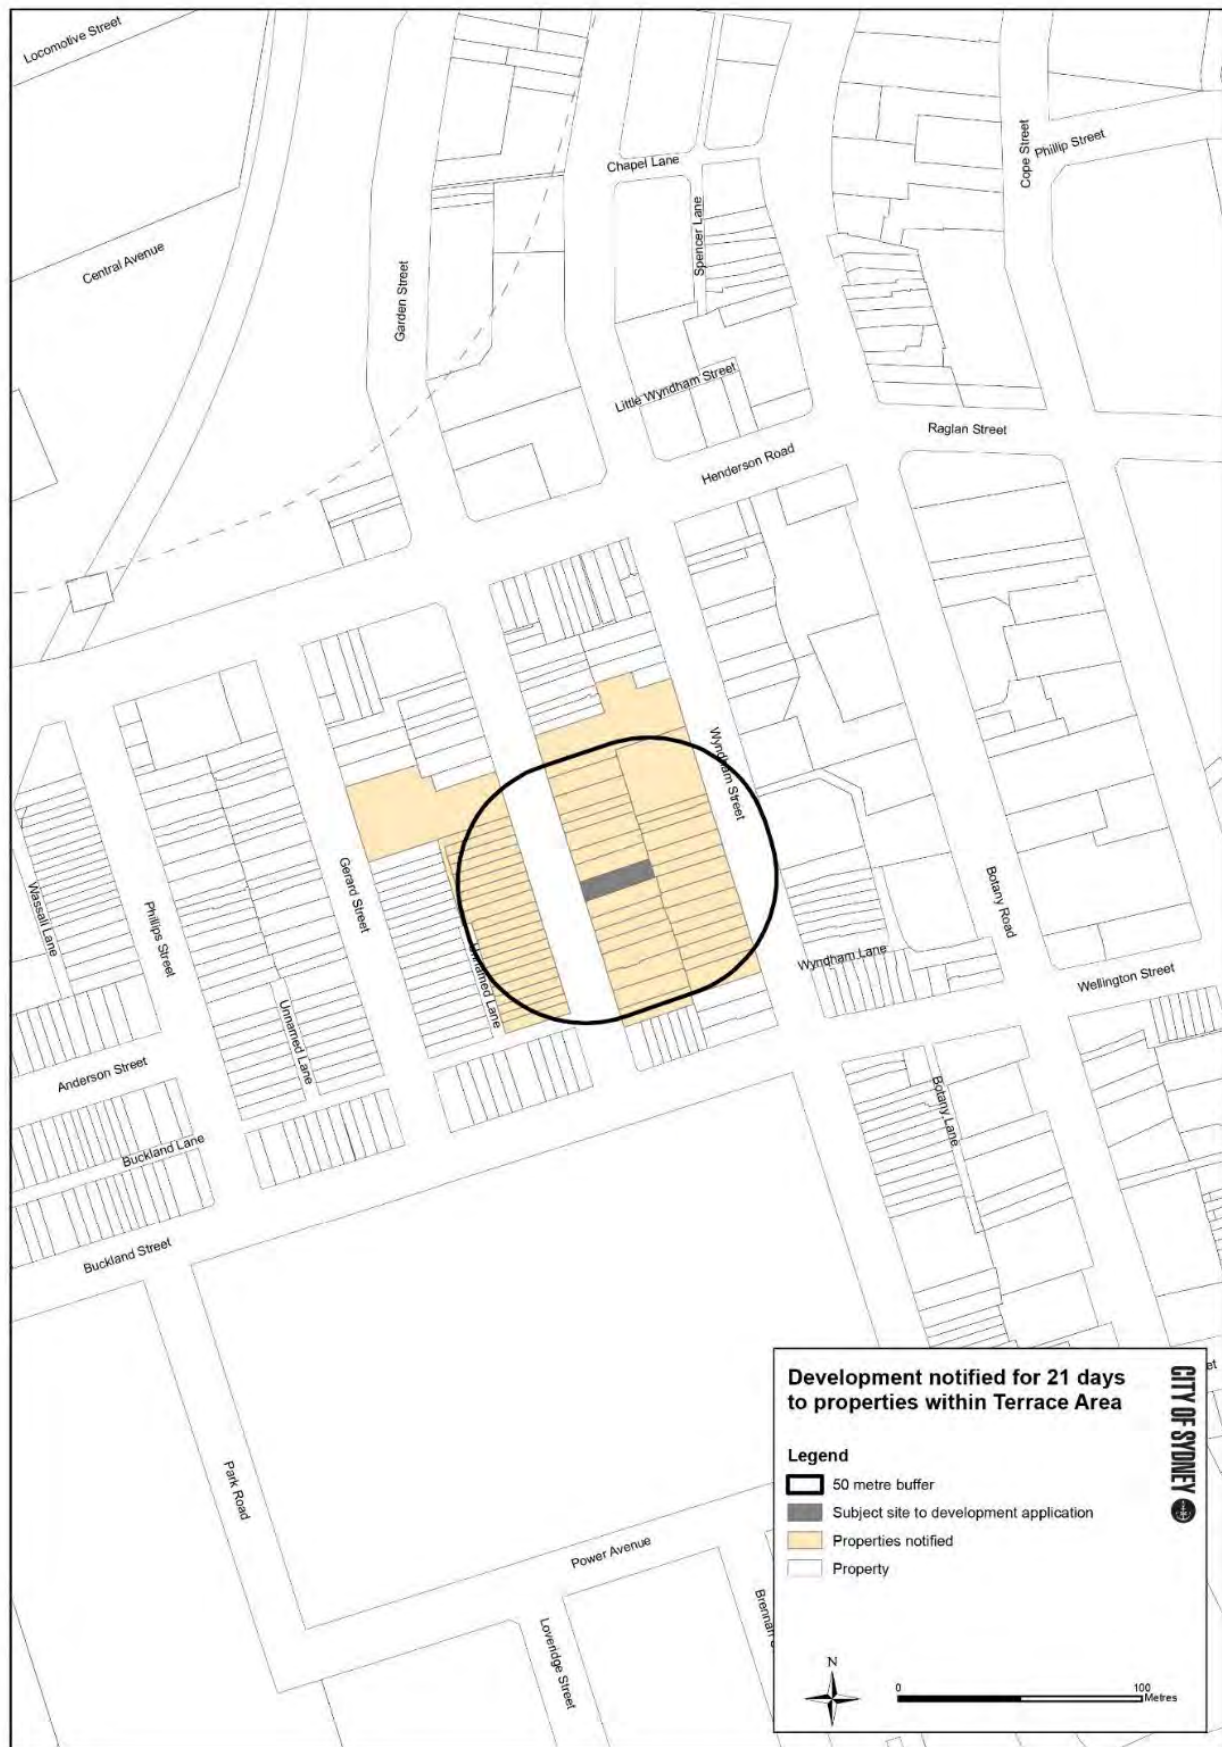 Locomotive Street
Cope Street
Phillip Street
Chapel Lane
Spencer Lane
Central Avenue
Garden Street
Little Wyndham Street
Raglan Street
Henderson Road
Wyndham Street
Gerard Street
Wassall Lane
Phillips Street
Botany Road
Unnamed Lane
Wyndham Lane
Wellington Street
Unnamed Lane
Anderson Street
Botany Lane
Buckland Lane
Buckland Street
Park Road
Power Avenue
Loveridge Street
Development notified for 21 days
to properties within Terrace Area
CITY OF SYDNEY
Legend
50 metre buffer
Subject site to development application
Properties notified
Property
N
0 100
Metres